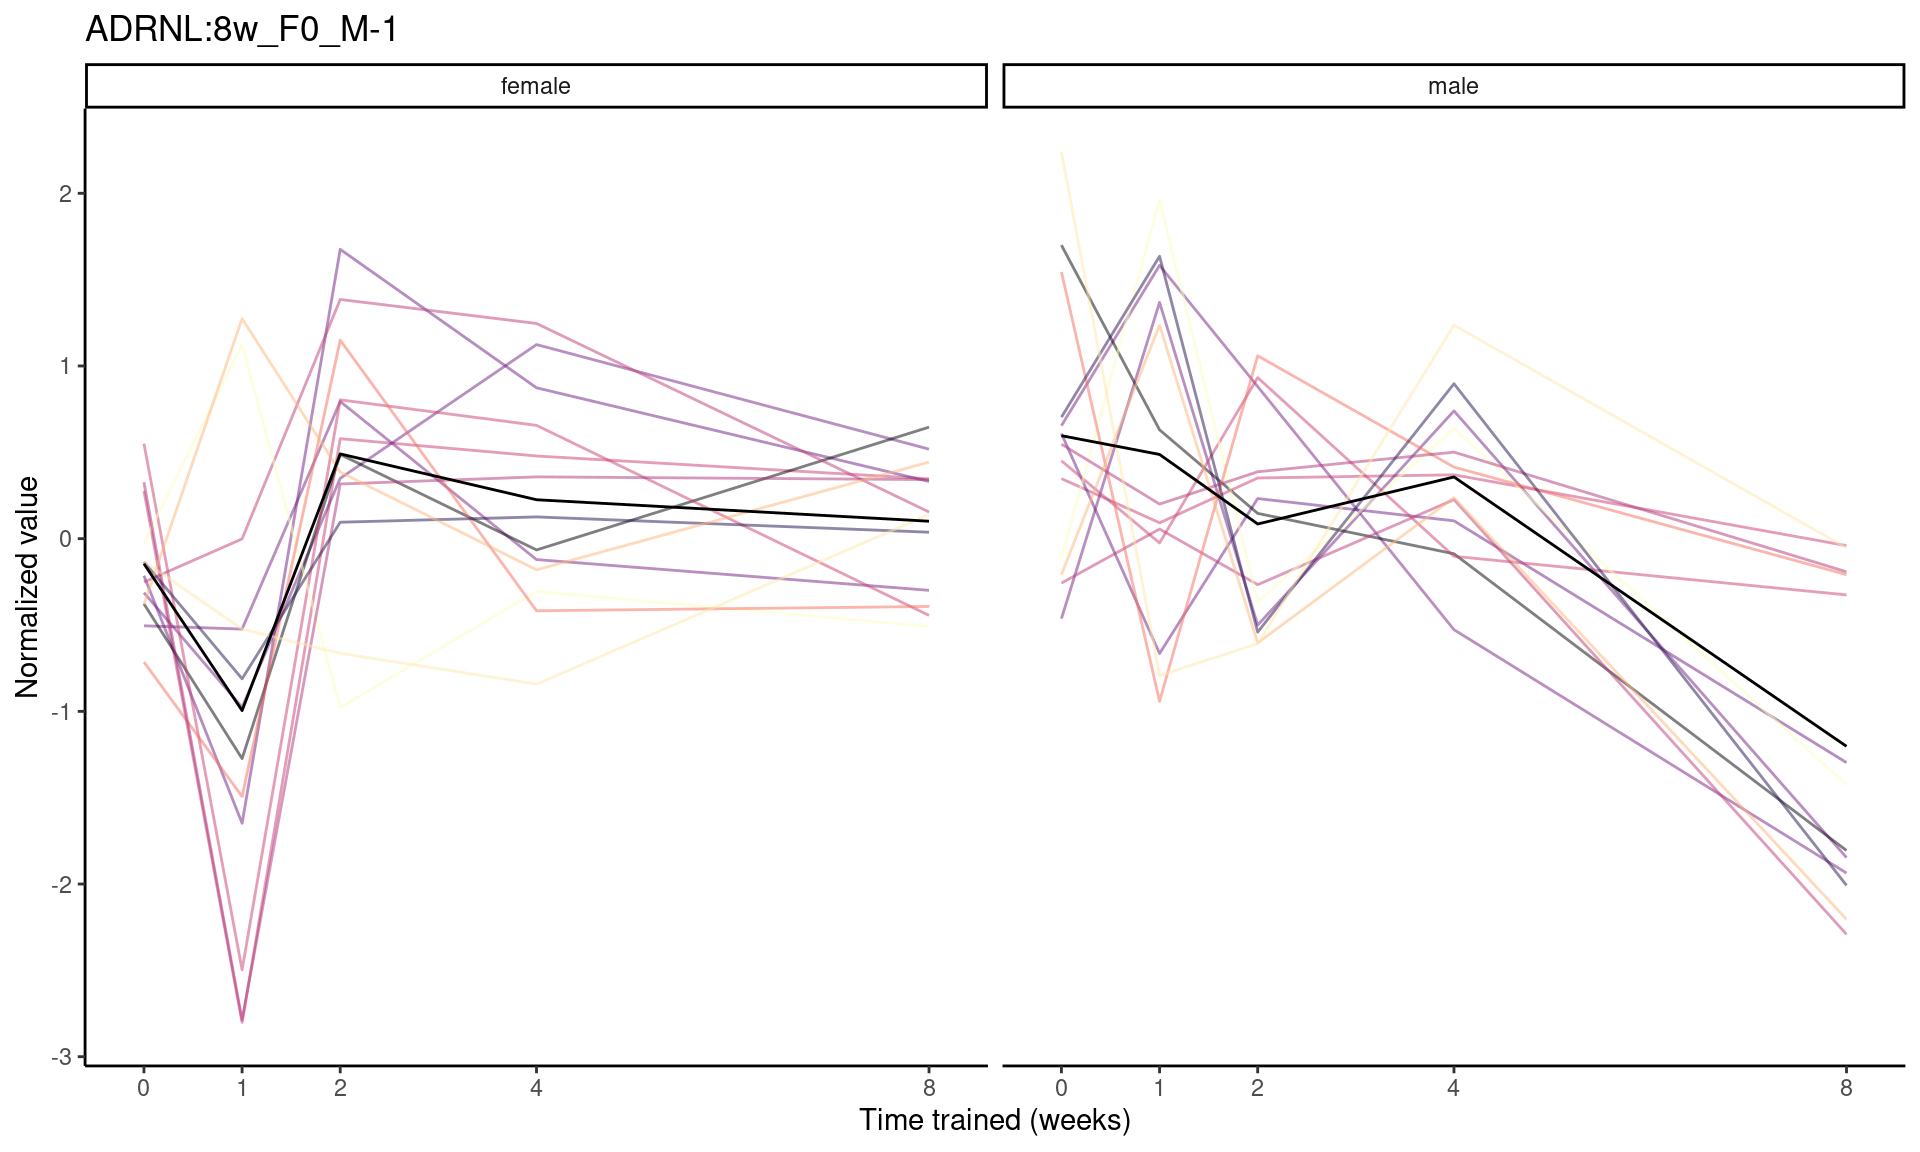 ADRNL:8w_F0_M-1
female
male
Normalized value
2
1
0
-1
-2
-3
0 1 2 4 8
0 1 2 4 8
Time trained (weeks)